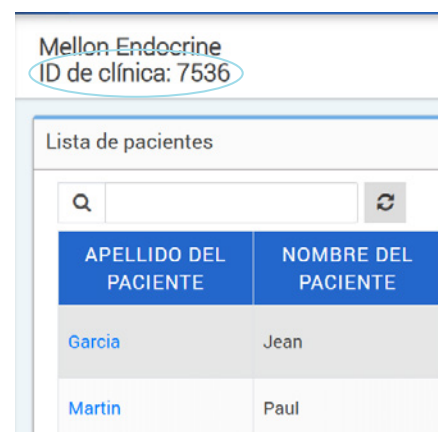 Mellon Endocrine
ID de clínica: 7536
Lista de pacientes
APELLIDO DEL PACIENTE
NOMBRE DEL PACIENTE
Garcia
Jean
Martin
Paul